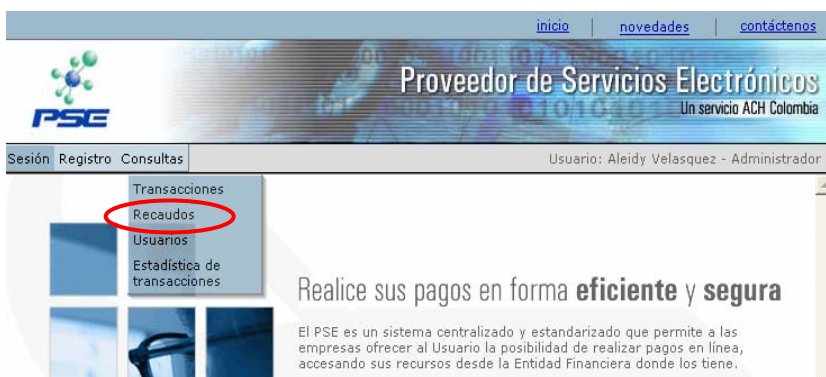 inicio | novedades | contáctenos
PSE
Proveedor de Servicios Electrónicos
Un servicio ACH Colombia
Sesión Registro Consultas
Usuario: Aleidy Velasquez - Administrador
Transacciones
Recaudos
Usuarios
Estadística de
transacciones
Realice sus pagos en forma eficiente y segura
El PSE es un sistema centralizado y estandarizado que permite a las
empresas ofrecer al Usuario la posibilidad de realizar pagos en línea,
accesando sus recursos desde la Entidad Financiera donde los tiene.